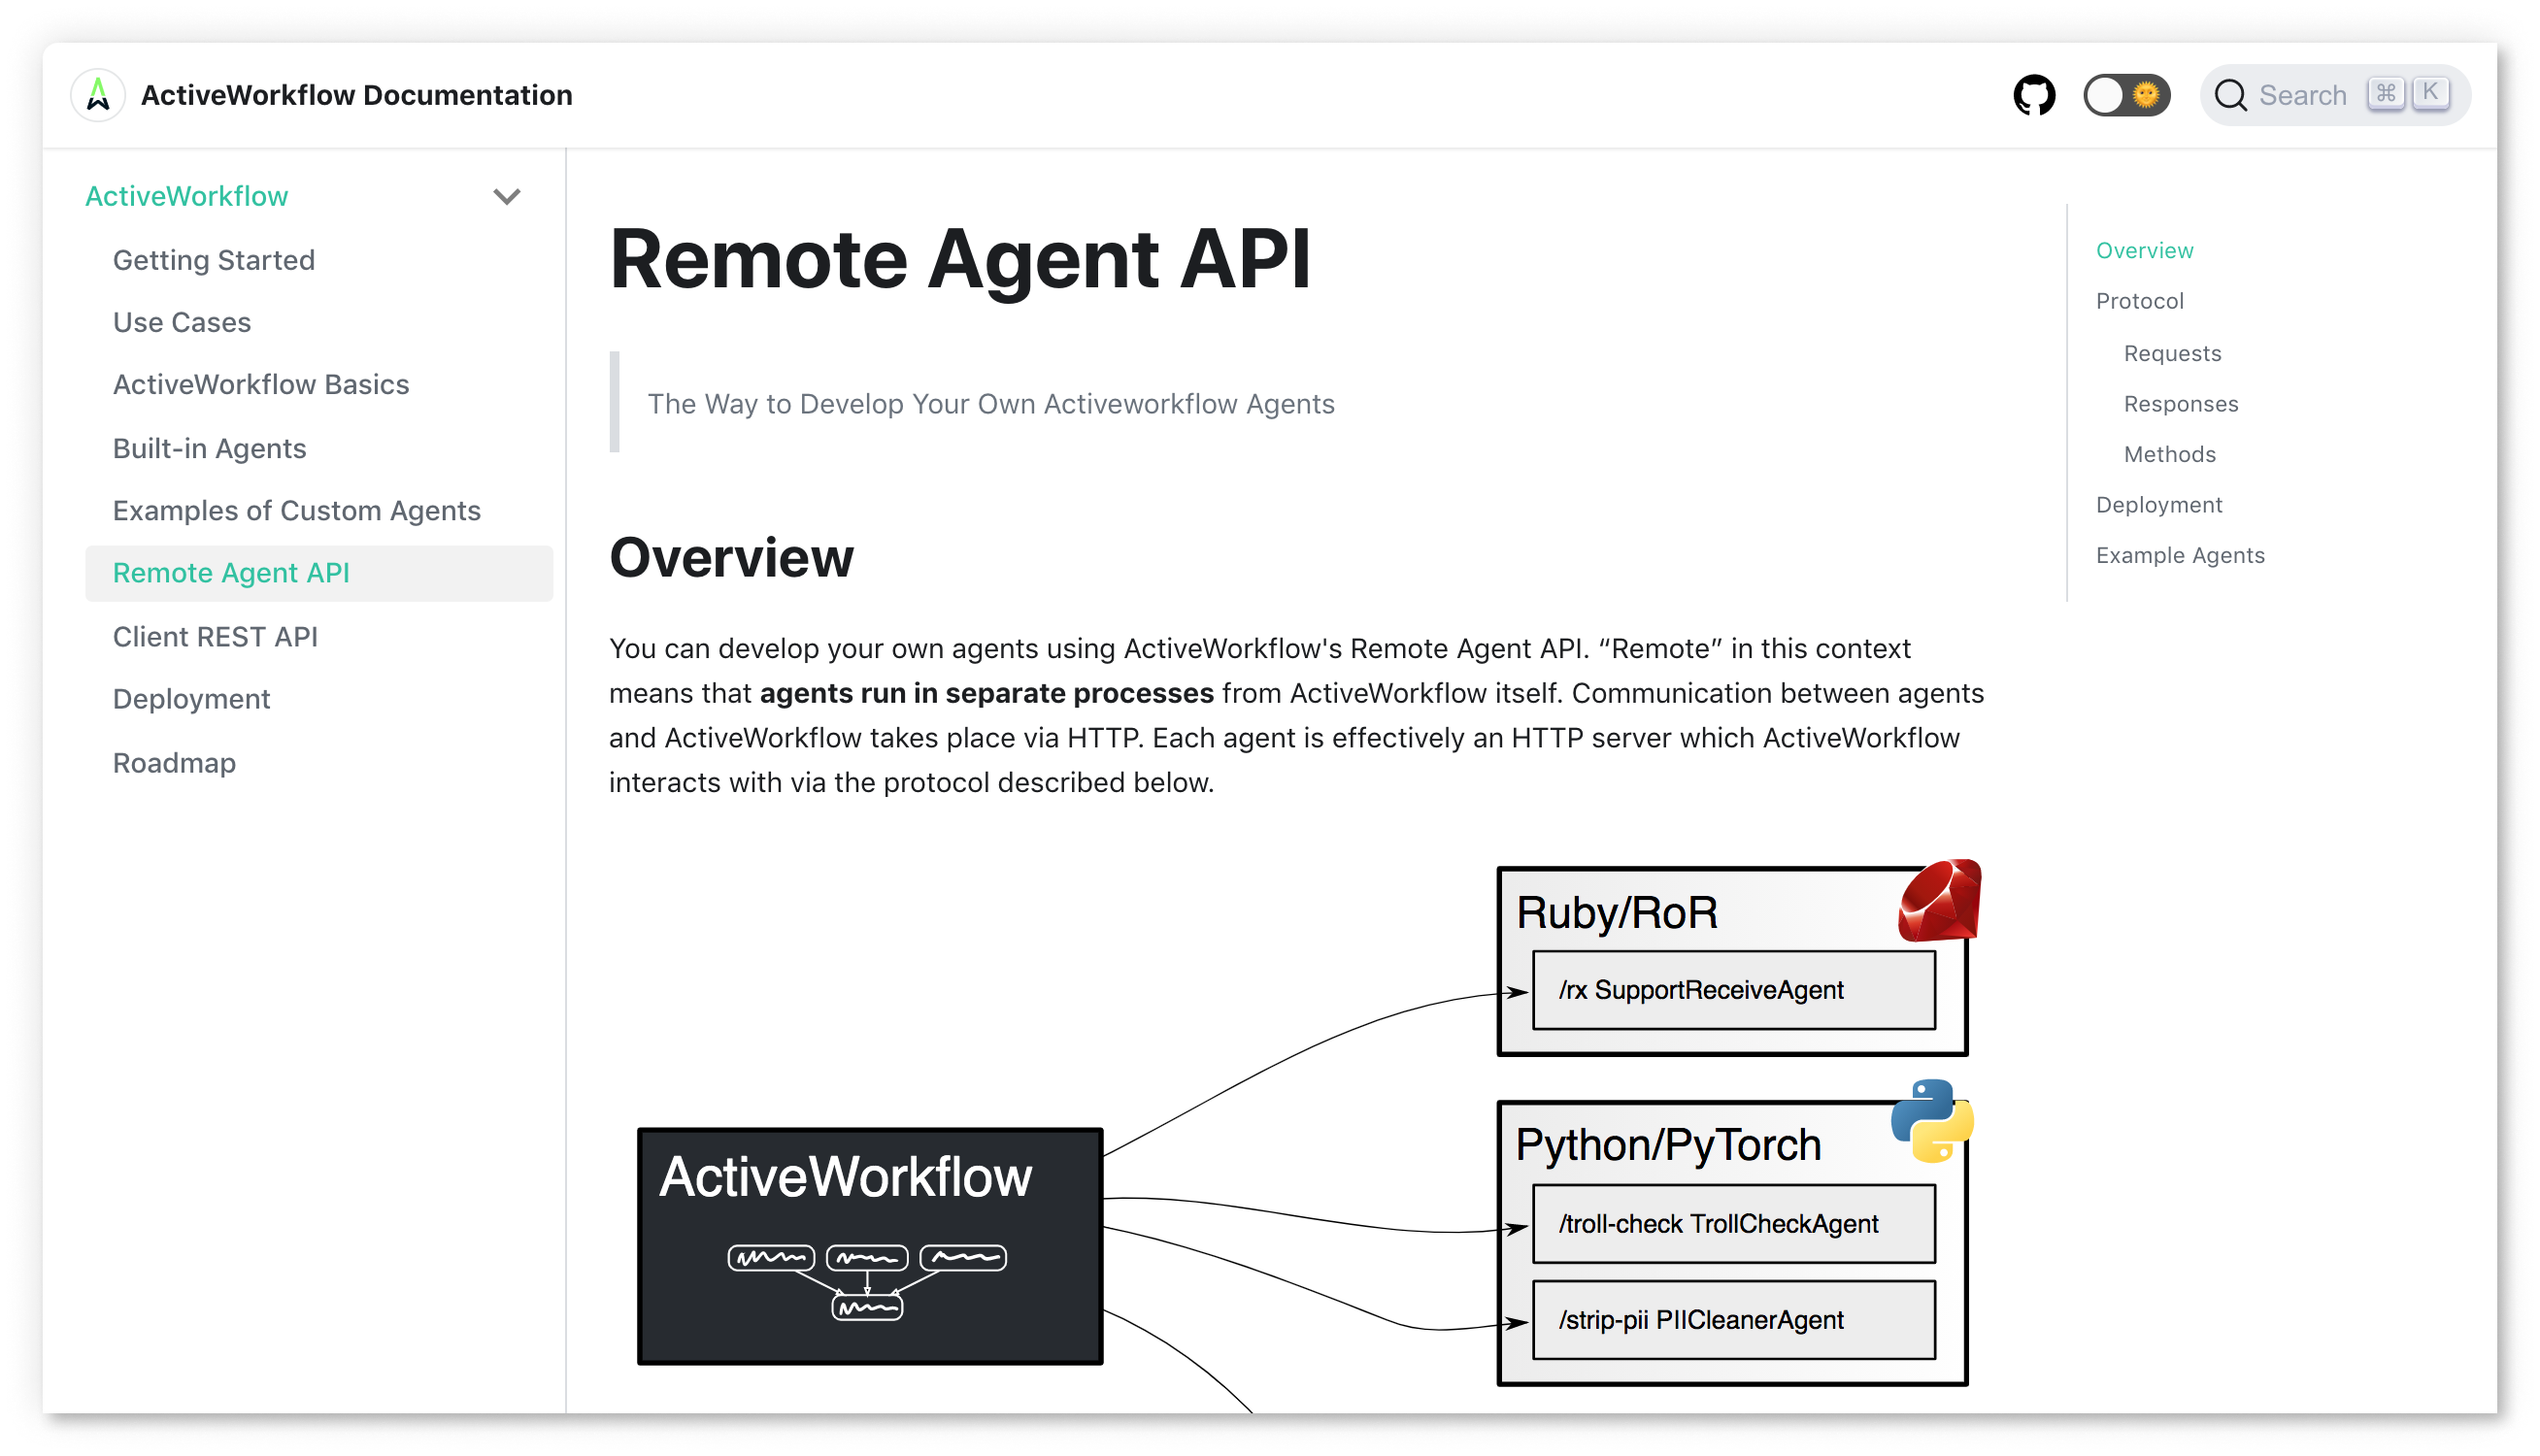 ActiveWorkflow Documentation
Search ⌘ K
ActiveWorkflow
Getting Started
Use Cases
ActiveWorkflow Basics
Built-in Agents
Examples of Custom Agents
Remote Agent API
Client REST API
Deployment
Roadmap
Remote Agent API
The Way to Develop Your Own Activeworkflow Agents
Overview
You can develop your own agents using ActiveWorkflow's Remote Agent API. “Remote” in this context
means that agents run in separate processes from ActiveWorkflow itself. Communication between agents
and ActiveWorkflow takes place via HTTP. Each agent is effectively an HTTP server which ActiveWorkflow
interacts with via the protocol described below.
ActiveWorkflow
Ruby/RoR
/rx SupportReceiveAgent
Python/PyTorch
/troll-check TrollCheckAgent
/strip-pii PIICleanerAgent
Overview
Protocol
Requests
Responses
Methods
Deployment
Example Agents